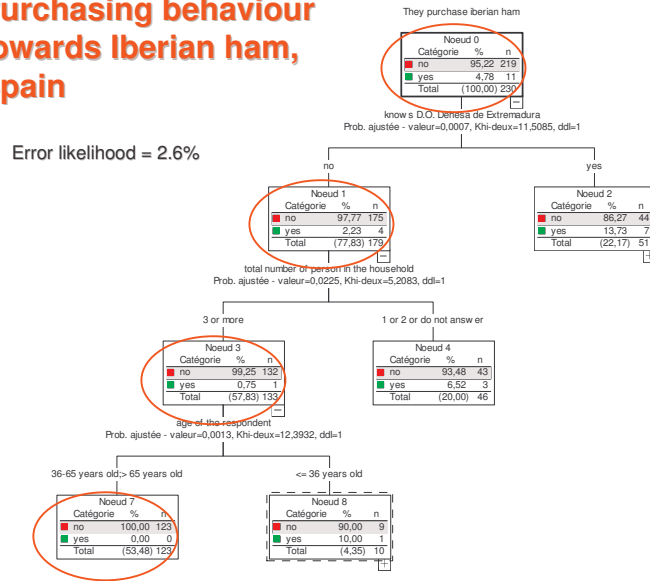 urchasing behaviour
owards Iberian ham,
pain
Error likelihood = 2.6%
They purchase iberian ham
Noeud 0
Catégorie % n
no 95,22 219
yes 4,78 11
Total (100,00) 230
know s D.O. Dehesa de Extremadura
Prob. ajustée - valeur=0,0007, Khi-deux=11,5085, ddl=1
no
yes
Noeud 1
Catégorie % n
no 97,77 175
yes 2,23 4
Total (77,83) 179
Noeud 2
Catégorie % n
no 86,27 44
yes 13,73 7
Total (22,17) 51
total number of person in the household
Prob. ajustée - valeur=0,0225, Khi-deux=5,2083, ddl=1
3 or more
1 or 2 or do not answ er
Noeud 3
Catégorie % n
no 99,25 132
yes 0,75 1
Total (57,83) 133
Noeud 4
Catégorie % n
no 93,48 43
yes 6,52 3
Total (20,00) 46
age of the respondent
Prob. ajustée - valeur=0,0013, Khi-deux=12,3932, ddl=1
36-65 years old;> 65 years old
<= 36 years old
Noeud 7
Catégorie % n
no 100,00 123
yes 0,00 0
Total (53,48) 123
Noeud 8
Catégorie % n
no 90,00 9
yes 10,00 1
Total (4,35) 10